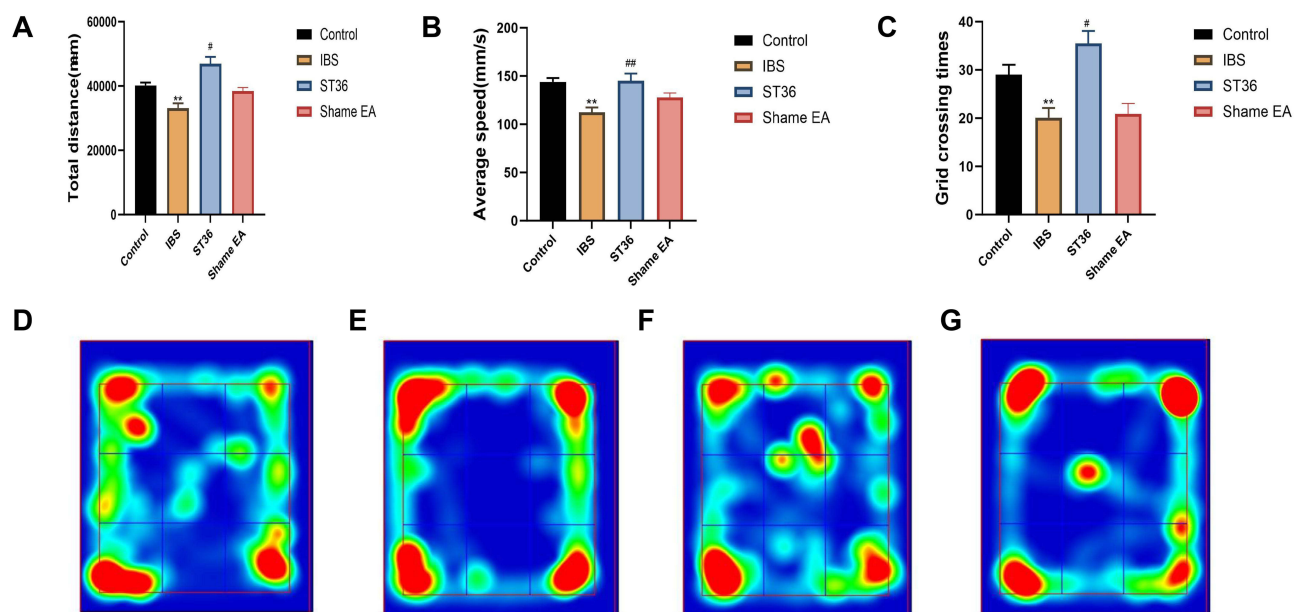 A
Total distance(mm)
60000
40000
20000
0
#
**
Control
IBS
ST36
Shame EA
Control
IBS
ST36
Shame EA
B
Average speed(mm/s)
200
150
100
50
0
##
**
Control
IBS
ST36
Shame EA
Control
IBS
ST36
Shame EA
C
Grid crossing times
40
30
20
10
0
#
**
Control
IBS
ST36
Shame EA
Control
IBS
ST36
Shame EA
D
E
F
G